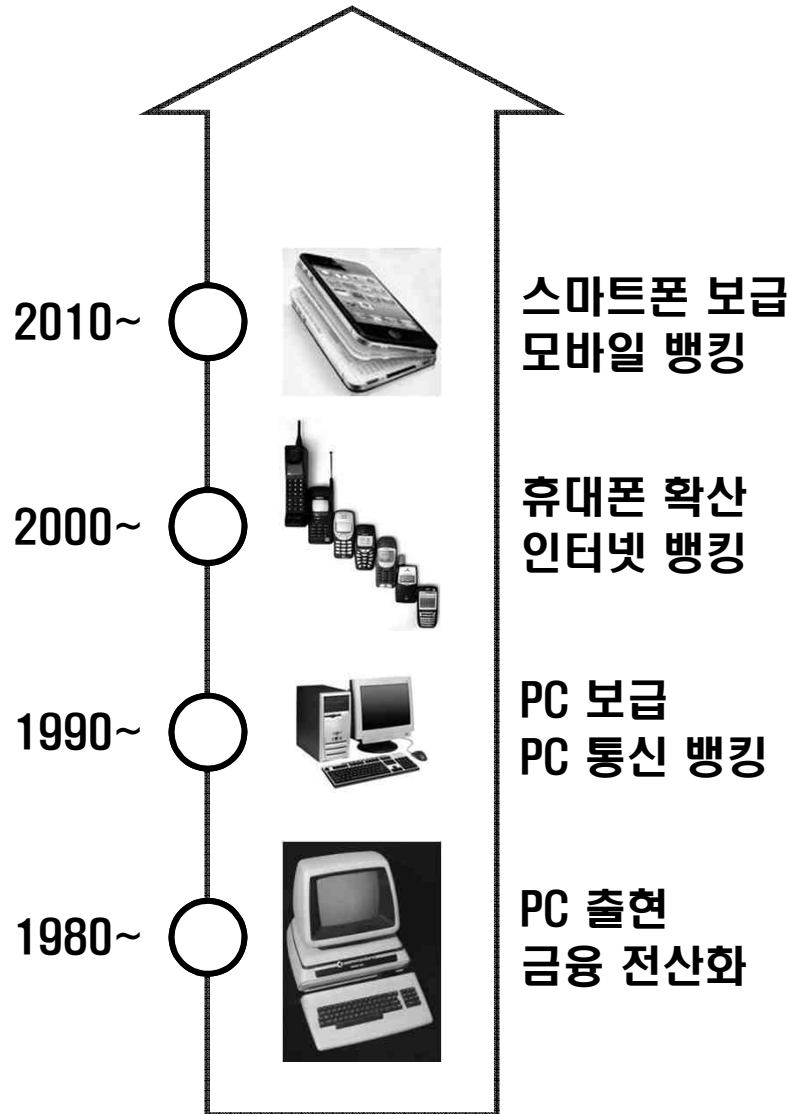 2010~
스마트폰 보급
모바일 뱅킹
2000~
휴대폰 확산
인터넷 뱅킹
1990~
PC 보급
PC 통신 뱅킹
1980~
PC 출현
금융 전산화